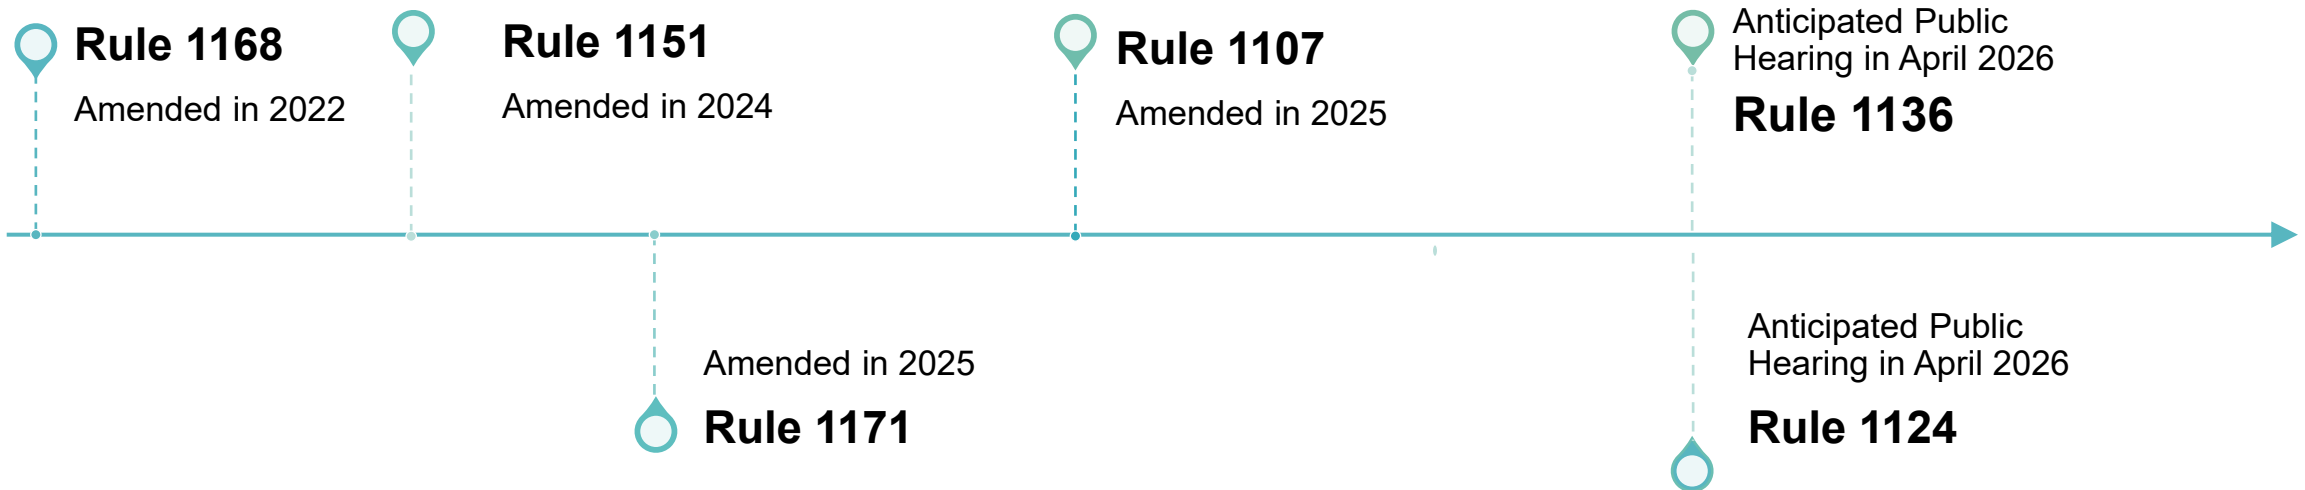 Rule 1168
Amended in 2022
Rule 1151
Amended in 2024
Amended in 2025
Rule 1171
Rule 1107
Amended in 2025
Anticipated Public
Hearing in April 2026
Rule 1136
Anticipated Public
Hearing in April 2026
Rule 1124